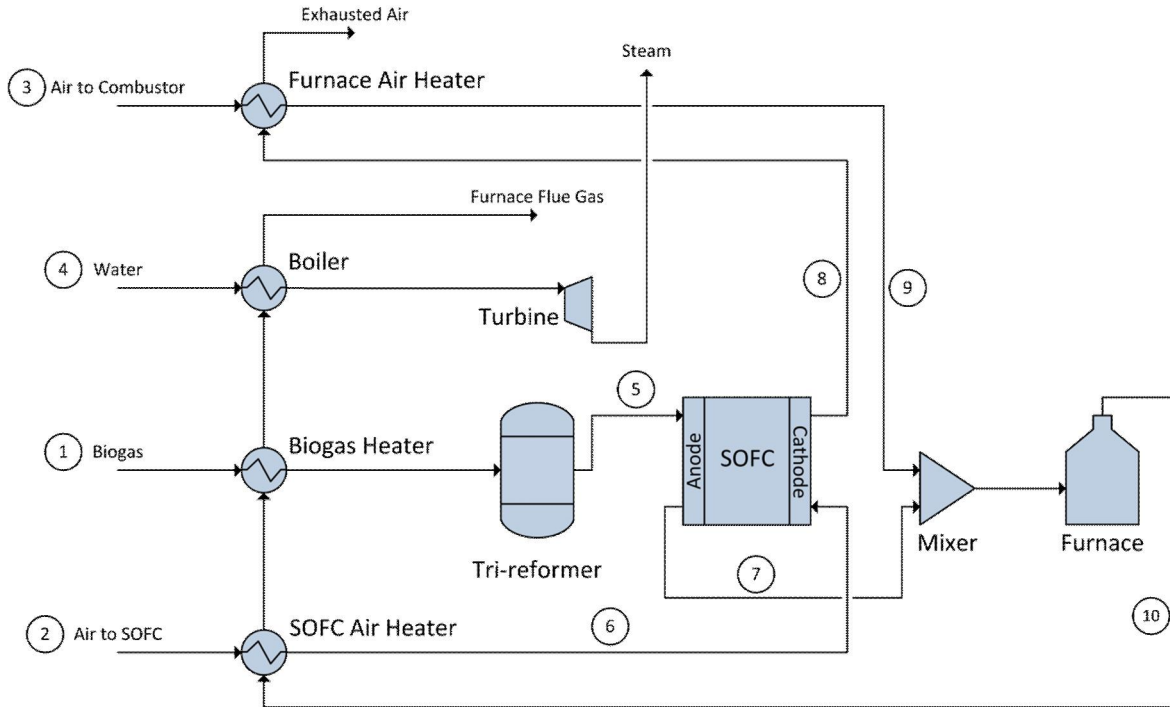 Exhausted Air
Steam
3 Air to Combustor
Furnace Air Heater
Furnace Flue Gas
4 Water
Boiler
8
9
Turbine
5
1 Biogas
Biogas Heater
Anode
SOFC
Cathode
Tri-reformer
Mixer
Furnace
7
2 Air to SOFC
SOFC Air Heater
6
10